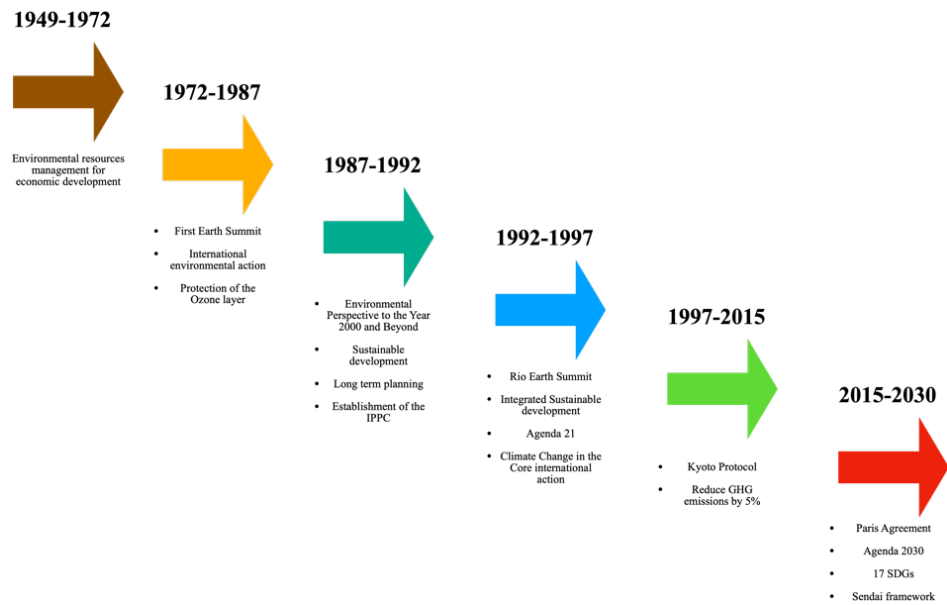 1949-1972
Environmental resources
management for
economic development
1972-1987
• First Earth Summit
• International
environmental action
• Protection of the
Ozone layer
1987-1992
• Environmental
Perspective to the Year
2000 and Beyond
• Sustainable
development
• Long term planning
• Establishment of the
IPPC
1992-1997
• Rio Earth Summit
• Integrated Sustainable
development
• Agenda 21
• Climate Change in the
Core international
action
1997-2015
• Kyoto Protocol
• Reduce GHG
emissions by 5%
2015-2030
• Paris Agreement
• Agenda 2030
• 17 SDGs
• Sendai framework